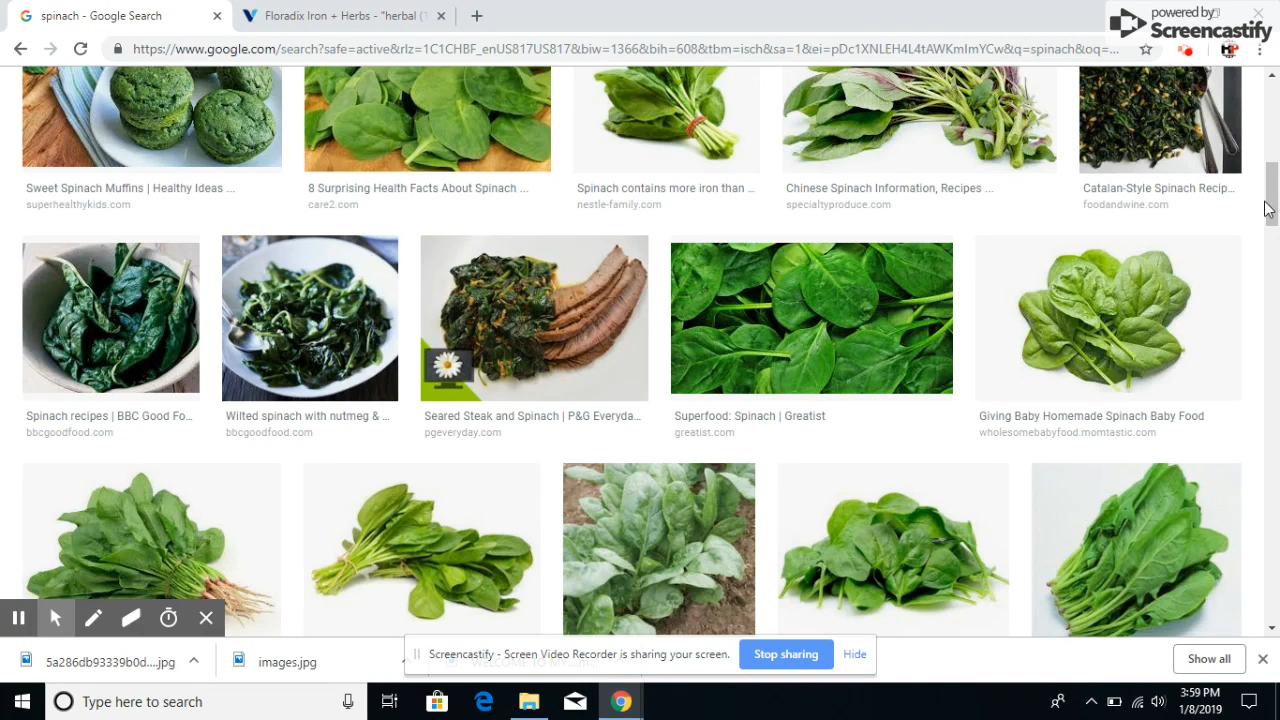 spinach - Google Search
Floradix Iron + Herbs - "herbal (1
powered by
Screencastify
https://www.google.com/search?safe=active&rlz=1C1CHBF_enUS817US817&biw=1366&bih=608&tbm=isch&sa=1&ei=pDc1XNLEH4L4tAWKmImYCw&q=spinach&oq=...
Sweet Spinach Muffins | Healthy Ideas ...
superhealthykids.com
8 Surprising Health Facts About Spinach ...
care2.com
Spinach contains more iron than ...
nestle-family.com
Chinese Spinach Information, Recipes ...
specialtyproduce.com
Catalan-Style Spinach Recip...
foodandwine.com
Spinach recipes | BBC Good Fo...
bbcgoodfood.com
Wilted spinach with nutmeg & ...
bbcgoodfood.com
Seared Steak and Spinach | P&G Everyda...
pgeveryday.com
Superfood: Spinach | Greatist
greatist.com
Giving Baby Homemade Spinach Baby Food
wholesomebabyfood.momtastic.com
5a286db93339b0d....jpg
images.jpg
Screencastify - Screen Video Recorder is sharing your screen.
Stop sharing
Hide
Show all
Type here to search
3:59 PM
1/8/2019